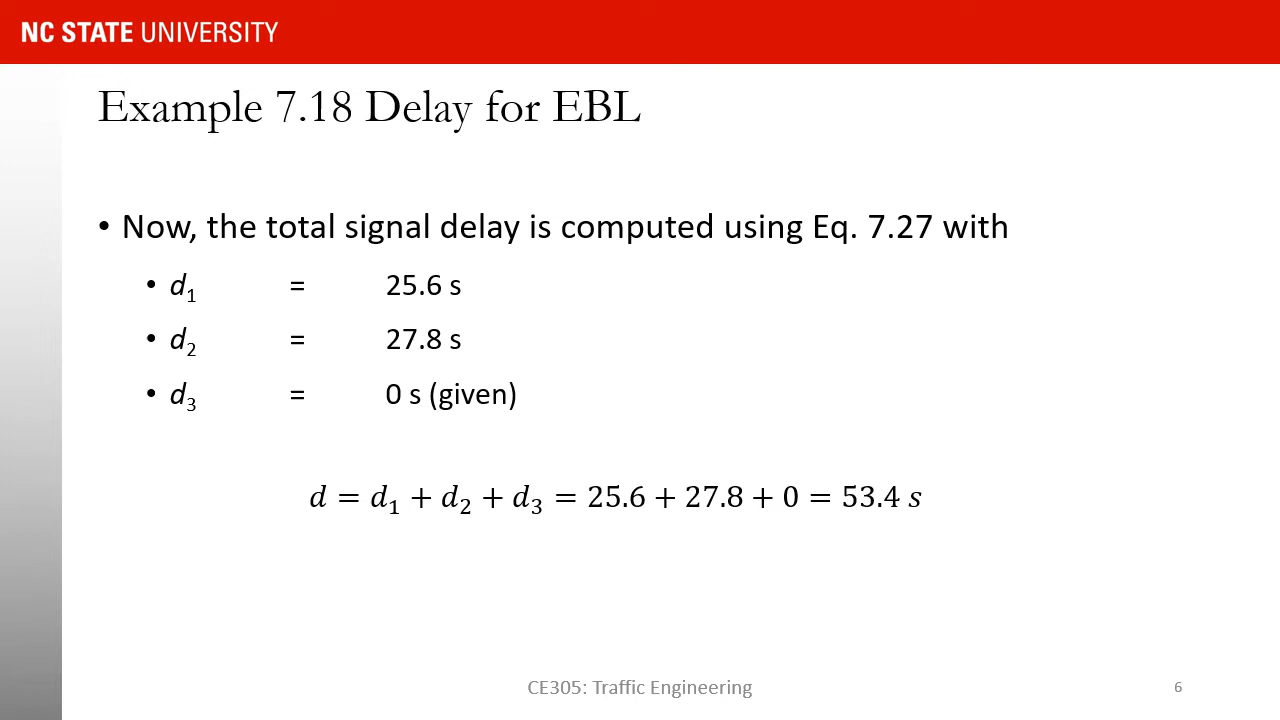 NC STATE UNIVERSITY
Example 7.18 Delay for EBL
• Now, the total signal delay is computed using Eq. 7.27 with
• d₁ = 25.6 s
• d₂ = 27.8 s
• d₃ = 0 s (given)
d = d₁ + d₂ + d₃ = 25.6 + 27.8 + 0 = 53.4 s
CE305: Traffic Engineering
6